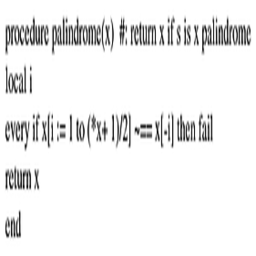 procedure palindrome(x) #: return x if s is x palindrome
local i
every if x[i := 1 to (*x+ 1)/2] ~== x[-i] then fail
return x
end